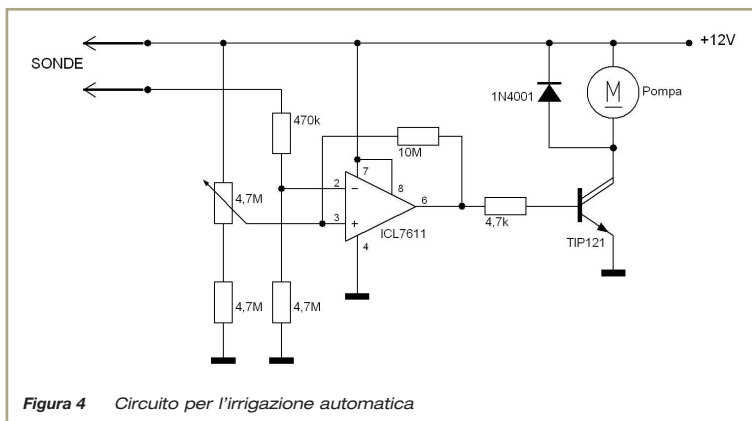 +12V
SONDE
1N4001
M
Pompa
470k
10M
7
2
–
8
4,7M
6
3
+
ICL7611
4,7k
4
TIP121
4,7M
4,7M
Figura 4 Circuito per l'irrigazione automatica